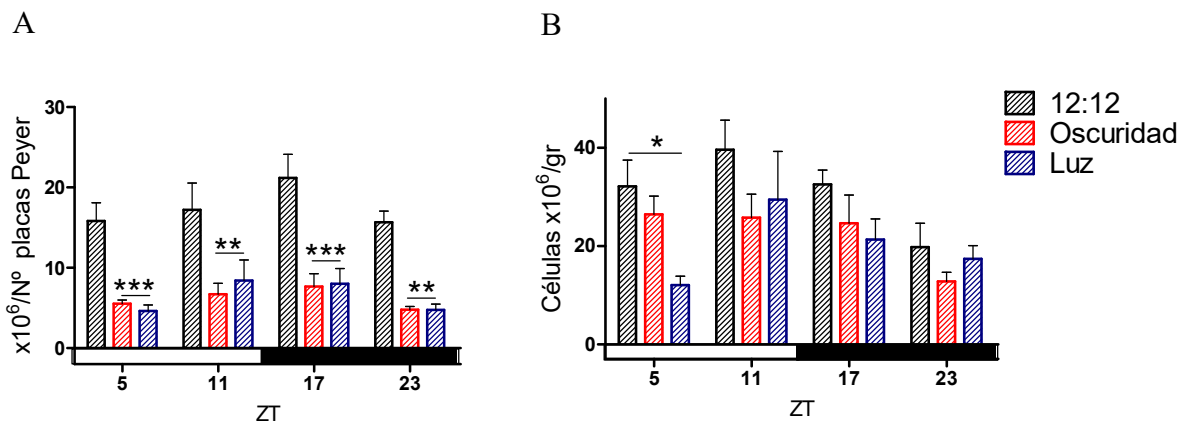 A
x10⁶/Nº placas Peyer
30
20
10
0
***
**
***
**
5 11 17 23
ZT
B
Células x10⁶/gr
40
20
0
*
5 11 17 23
ZT
12:12
Oscuridad
Luz